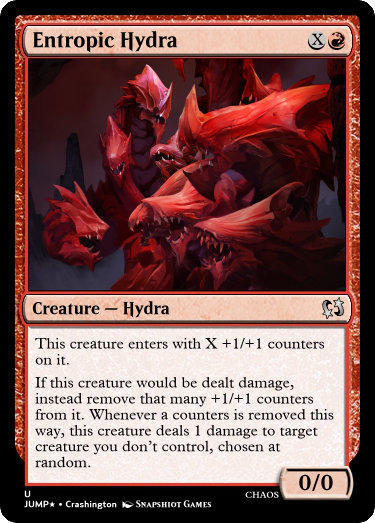 Entropic Hydra X
Creature — Hydra
This creature enters with X +1/+1 counters
on it.
If this creature would be dealt damage,
instead remove that many +1/+1 counters
from it. Whenever a counters is removed this
way, this creature deals 1 damage to target
creature you don't control, chosen at
random.
0/0
U
JUMP★ • Crashington Snapshot Games
CHAOS